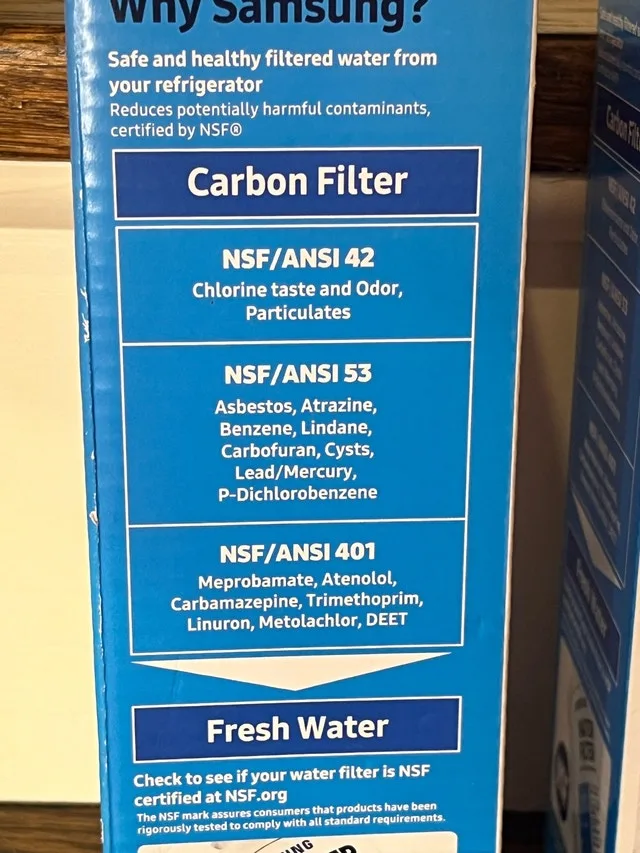 Why Samsung?
Safe and healthy filtered water from
your refrigerator
Reduces potentially harmful contaminants,
certified by NSF®
Carbon Filter
NSF/ANSI 42
Chlorine taste and Odor,
Particulates
NSF/ANSI 53
Asbestos, Atrazine,
Benzene, Lindane,
Carbofuran, Cysts,
Lead/Mercury,
P-Dichlorobenzene
NSF/ANSI 401
Meprobamate, Atenolol,
Carbamazepine, Trimethoprim,
Linuron, Metolachlor, DEET
Fresh Water
Check to see if your water filter is NSF
certified at NSF.org
The NSF mark assures consumers that products have been
rigorously tested to comply with all standard requirements.